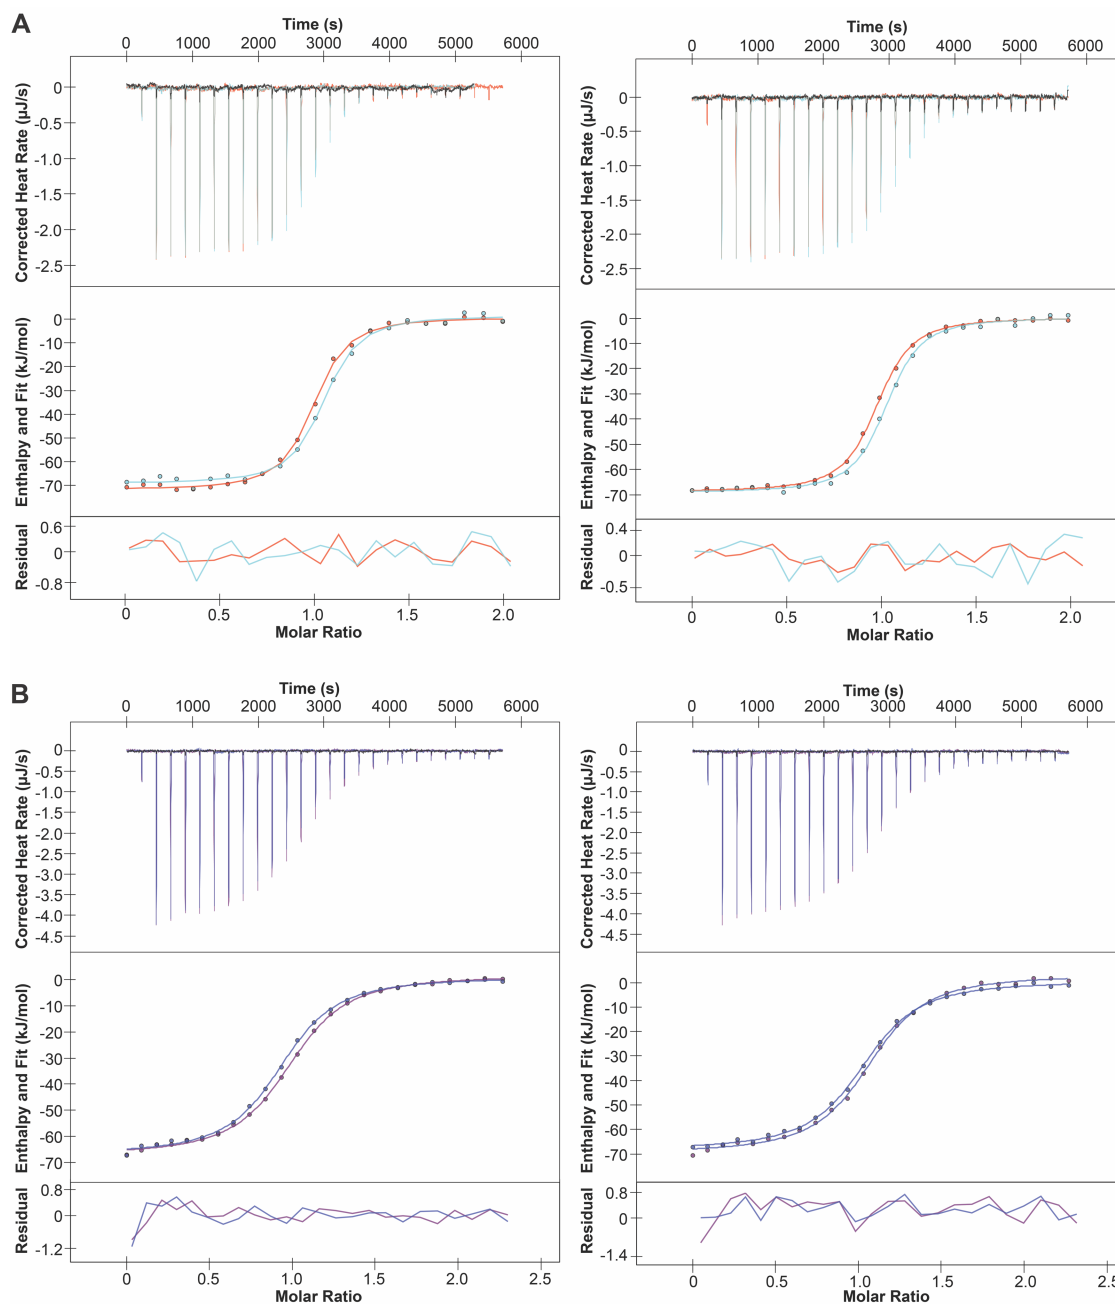 A
Time (s)
0 1000 2000 3000 4000 5000 6000
Corrected Heat Rate (µJ/s)
0
-0.5
-1.0
-1.5
-2.0
-2.5
Enthalpy and Fit (kJ/mol)
0
-10
-20
-30
-40
-50
-60
-70
Residual
0.6
0
-0.8
0 0.5 1.0 1.5 2.0
Molar Ratio
Time (s)
0 1000 2000 3000 4000 5000 6000
Corrected Heat Rate (µJ/s)
0
-0.5
-1.0
-1.5
-2.0
-2.5
Enthalpy and Fit (kJ/mol)
0
-10
-20
-30
-40
-50
-60
-70
Residual
0.4
0
-0.5
0 0.5 1.0 1.5 2.0
Molar Ratio
B
Time (s)
0 1000 2000 3000 4000 5000 6000
Corrected Heat Rate (µJ/s)
0
-0.5
-1.0
-1.5
-2.0
-2.5
-3.0
-3.5
-4.0
-4.5
Enthalpy and Fit (kJ/mol)
0
-10
-20
-30
-40
-50
-60
-70
Residual
0.8
0
-1.2
0 0.5 1.0 1.5 2.0 2.5
Molar Ratio
Time (s)
0 1000 2000 3000 4000 5000 6000
Corrected Heat Rate (µJ/s)
0
-0.5
-1.0
-1.5
-2.0
-2.5
-3.0
-3.5
-4.0
-4.5
Enthalpy and Fit (kJ/mol)
0
-10
-20
-30
-40
-50
-60
-70
Residual
0.8
0
-1.4
0 0.5 1.0 1.5 2.0 2.5
Molar Ratio